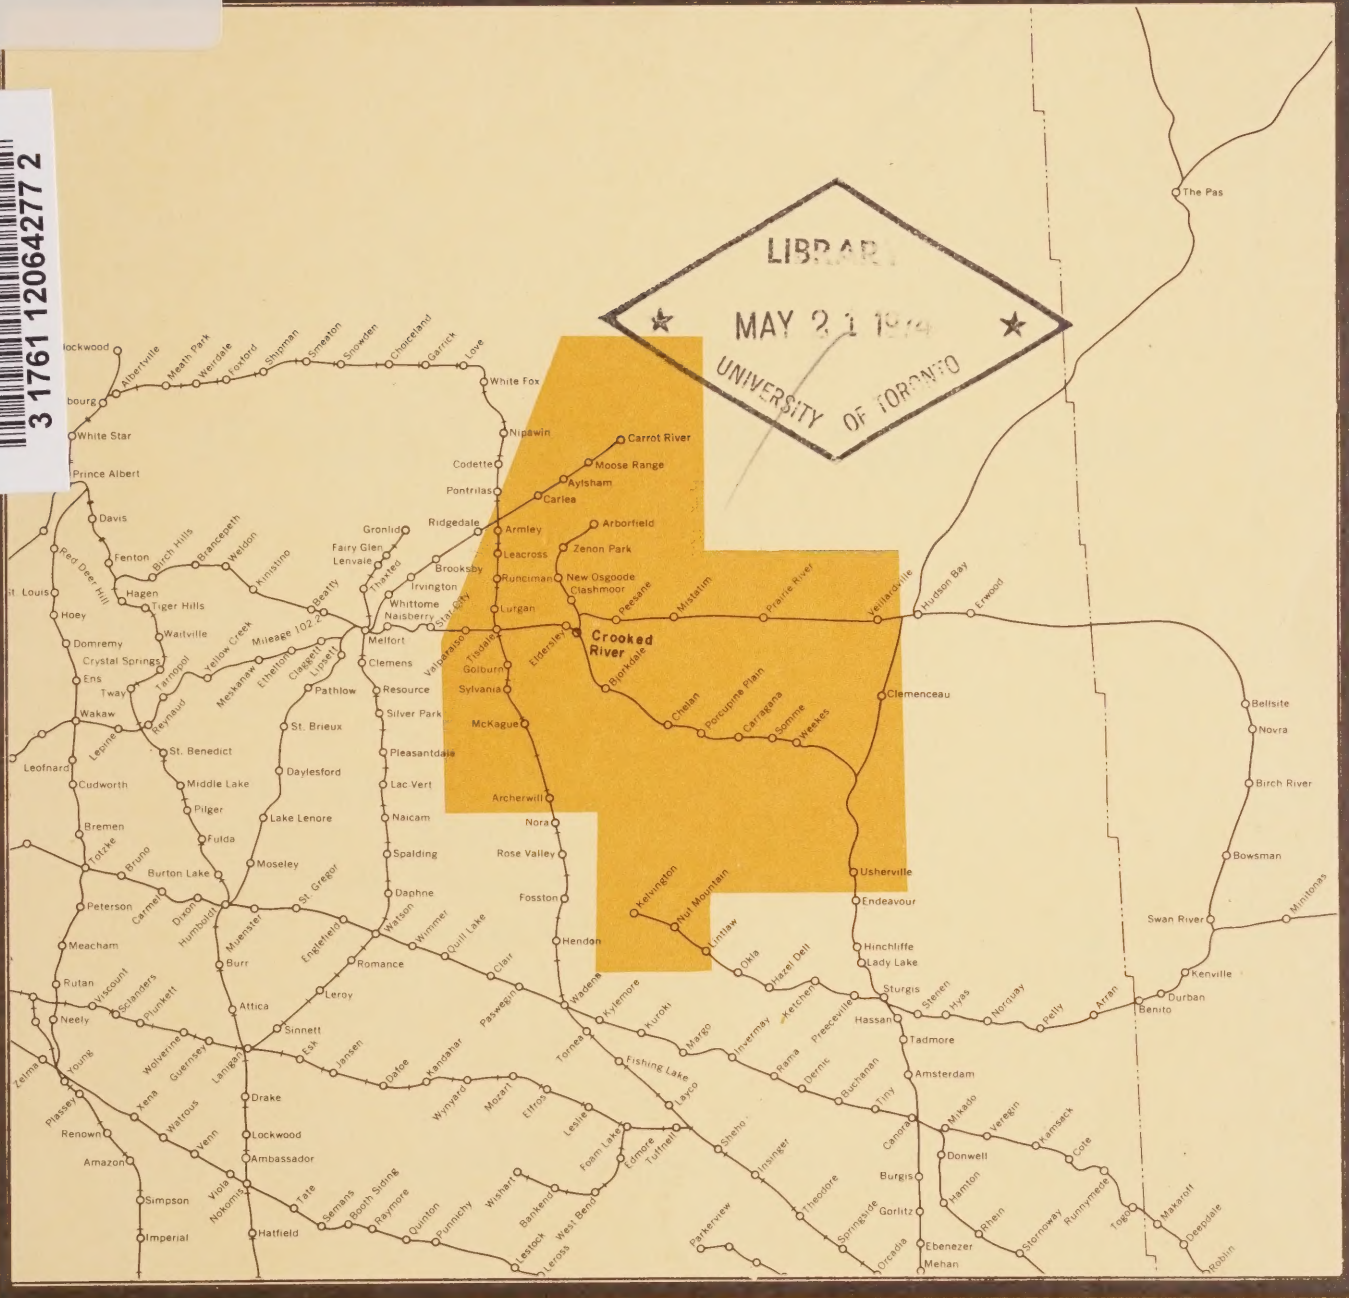 3 1761 12064277 2
LIBRAR
MAY 21 197
UNIVERSITY OF TORONTO
The Pas
lockwood
Albertville
Meath Park
Weirdale
Foxford
Shipman
Smeaton
Snowden
Choiceland
Garrick
Love
White Fox
bourg
White Star
Nipawin
Carrot River
Prince Albert
Codette
Moose Range
Aylsham
Pontrilas
Carlea
Davis
Gronlid
Ridgedale
Armley
Arborfield
Red Deer Hill
Fenton
Birch Hills
Brancepeth
Weldon
Kinistino
Fairy Glen
Lenvale
Thaxted
Brooksby
Leacross
Zenon Park
Irvington
Runciman
New Osgoode
Clashmoor
t. Louis
Hagen
Tiger Hills
Beatty
Whittome
Naisberry
Star City
Lurgan
Peesane
Mistatim
Prairie River
Veillardville
Hudson Bay
Erwood
Hoey
Domremy
Waitville
Yellow Creek
Mileage 102.2
Melfort
Valparaiso
Tisdale
Eldersley
Crooked
River
Crystal Springs
Tarnopol
Meskanaw
Ethelton
Claggett
Lipsett
Clemens
Golburn
Bjorkdale
Ens
Tway
Pathlow
Resource
Sylvania
Clemenceau
Wakaw
Lepine
Reynaud
St. Brieux
Silver Park
McKague
Chelan
Porcupine Plain
Carragana
Somme
Weekes
Bellsite
Novra
Leofnard
St. Benedict
Pleasantdale
Cudworth
Middle Lake
Daylesford
Lac Vert
Archerwill
Birch River
Pilger
Lake Lenore
Naicam
Nora
Bremen
Fulda
Totzke
Bruno
Burton Lake
Moseley
Spalding
Rose Valley
Bowsman
Usherville
Carmel
Dixon
Humboldt
St. Gregor
Daphne
Fosston
Kelvington
Nut Mountain
Endeavour
Peterson
Muenster
Englefield
Watson
Wimmer
Quill Lake
Clair
Hendon
Lintlaw
Okla
Hazel Dell
Hinchliffe
Lady Lake
Swan River
Minitonas
Meacham
Burr
Romance
Paswegin
Wadena
Kylemore
Kuroki
Ketchen
Preeceville
Sturgis
Stenen
Hyas
Norquay
Pelly
Arran
Benito
Durban
Kenville
Rutan
Viscount
Sclanders
Plunkett
Attica
Leroy
Neely
Wolverine
Guernsey
Lanigan
Sinnett
Hassan
Tadmore
Zelma
Young
Esk
Jansen
Dafoe
Kandahar
Wynyard
Mozart
Elfros
Leslie
Tornea
Fishing Lake
Margo
Invermay
Rama
Dernic
Buchanan
Tiny
Amsterdam
Plassey
Xena
Watrous
Venn
Drake
Layco
Canora
Mikado
Veregin
Kamsack
Cote
Renown
Lockwood
Foam Lake
Edmore
Tuffnell
Sheho
Amazon
Ambassador
Insinger
Donwell
Viola
Nokomis
Wishart
Bankend
West Bend
Theodore
Burgis
Hamton
Runnymede
Togo
Makaroff
Simpson
Tate
Semans
Booth Siding
Raymore
Quinton
Punnichy
Gorlitz
Rhein
Stornoway
Deepdale
Imperial
Hatfield
Lestock
Leross
Parkerview
Springside
Orcadia
Ebenezer
Mehan
Roblin